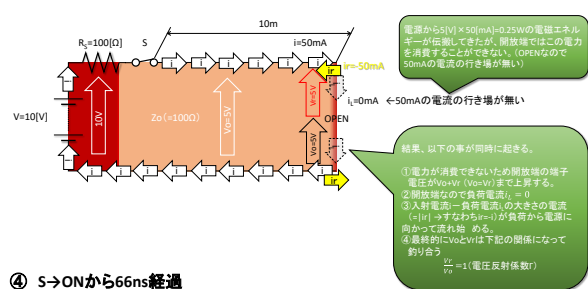 10m
R_S=100[Ω]
S
i=50mA
ir=-50mA
ir
i i i i i i i
V=10[V]
10V
Zo(=100Ω)
Vo=5V
Vr=5V
Vo=5V
i_L=0mA ←50mAの電流の行き場が無い
OPEN
i i i i i i i i
ir
電源から5[V]×50[mA]=0.25Wの電磁エネル
ギーが伝搬してきたが、開放端ではこの電力
を消費することができない。(OPENなので
50mAの電流の行き場が無い)
結果、以下の事が同時に起きる。
①電力が消費できないため開放端の端子
電圧がVo+Vr (Vo=Vr)まで上昇する。
②開放端なので負荷電流i_L = 0
③入射電流i－負荷電流i_Lの大きさの電流
(=|ir| →すなわちir=-i)が負荷から電源に
向かって流れ始 める。
④最終的にVoとVrは下記の関係になって
釣り合う
Vr/Vo=1(電圧反射係数Γ)
④ S→ONから66ns経過